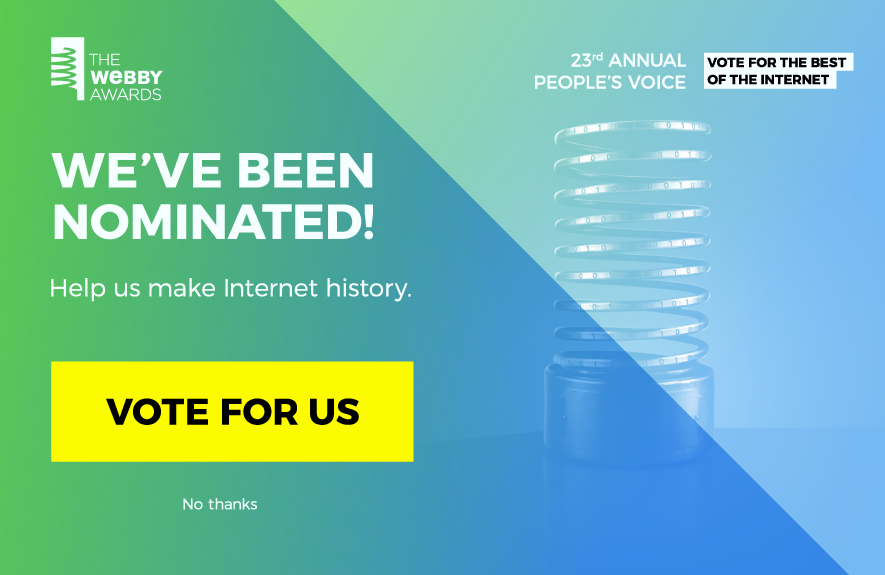 THE
WEBBY
AWARDS
23rd ANNUAL
PEOPLE'S VOICE
VOTE FOR THE BEST
OF THE INTERNET
WE'VE BEEN
NOMINATED!
Help us make Internet history.
VOTE FOR US
No thanks